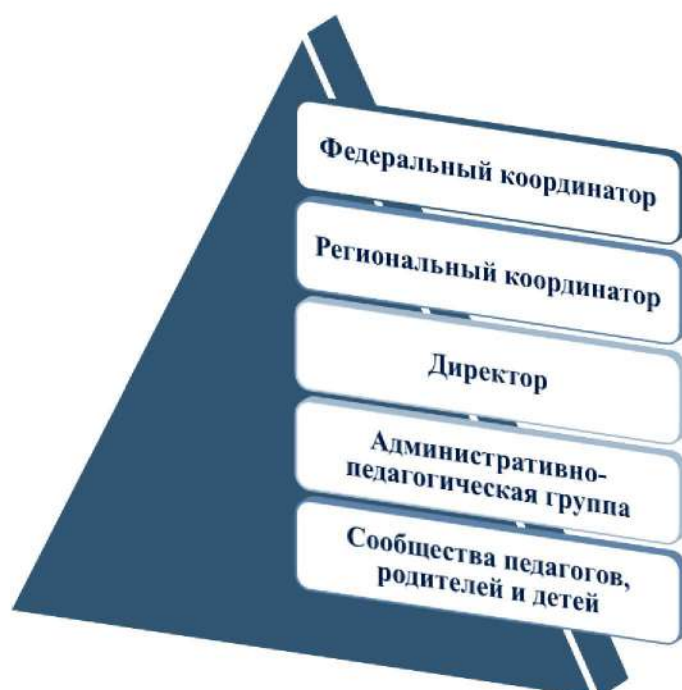 Федеральный координатор
Региональный координатор
Директор
Административно-
педагогическая группа
Сообщества педагогов,
родителей и детей